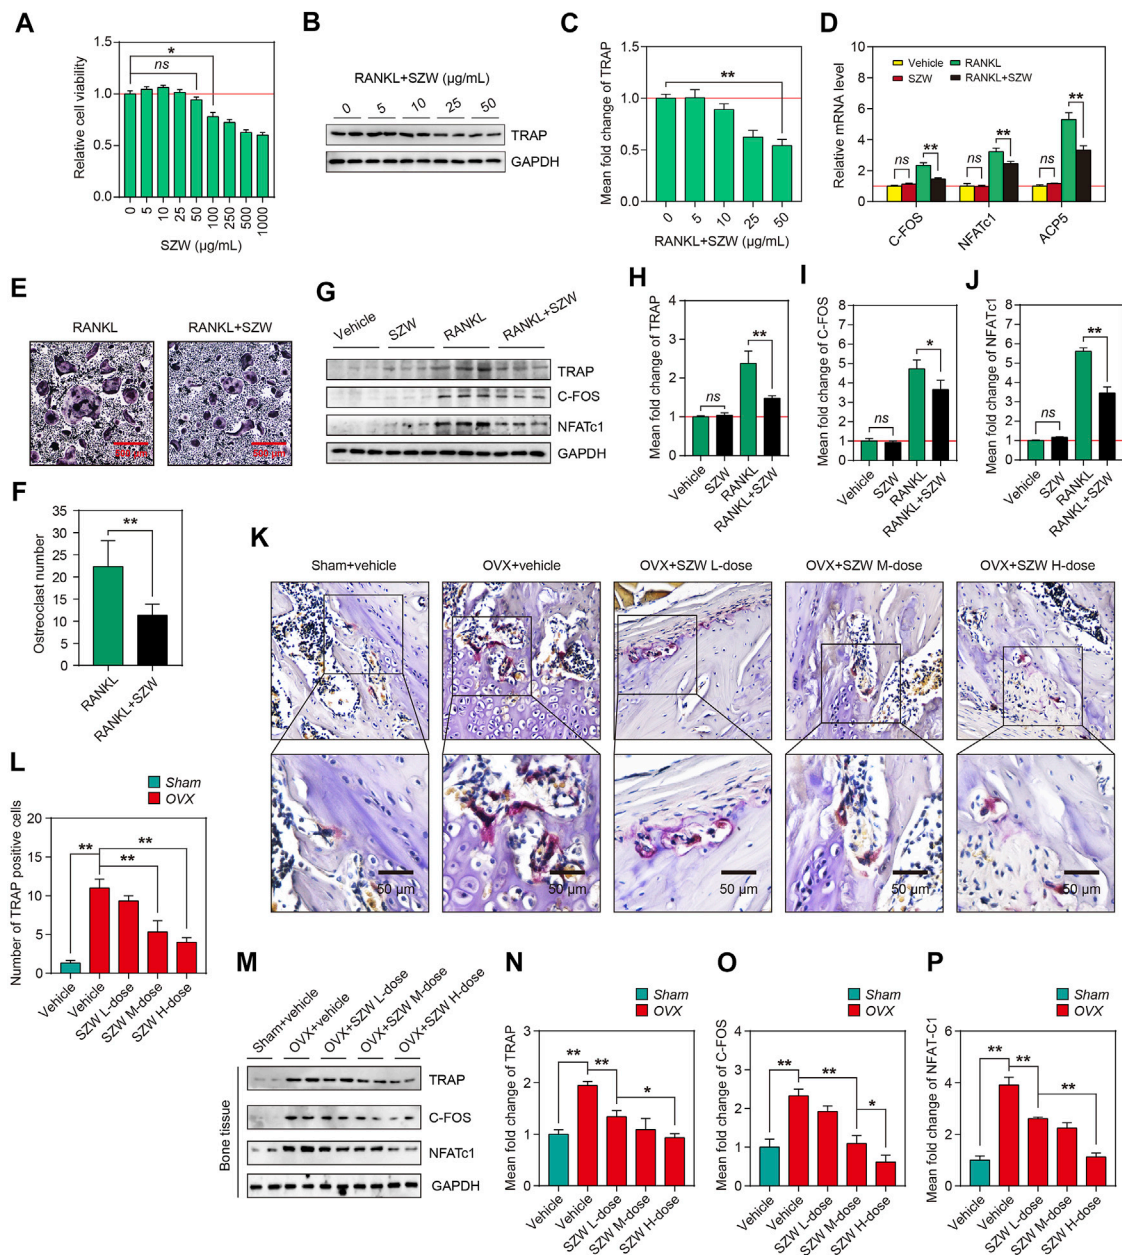 A
Relative cell viability
1.5
1.0
0.5
0.0
*
ns
0 5 10 25 50 100 250 500 1000
SZW (µg/mL)
B
RANKL+SZW (µg/mL)
0 5 10 25 50
TRAP
GAPDH
C
Mean fold change of TRAP
1.5
1.0
0.5
0.0
**
0 5 10 25 50
RANKL+SZW (µg/mL)
D
Relative mRNA level
10
8
6
4
2
0
Vehicle RANKL
SZW RANKL+SZW
ns ** ns ** ns **
C-FOS NFATc1 ACP5
E
RANKL RANKL+SZW
500 µm 500 µm
F
Ostreoclast number
35
30
25
20
15
10
5
0
**
RANKL RANKL+SZW
G
Vehicle SZW RANKL RANKL+SZW
TRAP
C-FOS
NFATc1
GAPDH
H
Mean fold change of TRAP
4
3
2
1
0
ns **
Vehicle SZW RANKL RANKL+SZW
I
Mean fold change of C-FOS
8
7
6
5
4
3
2
1
0
ns *
Vehicle SZW RANKL RANKL+SZW
J
Mean fold change of NFATc1
8
7
6
5
4
3
2
1
0
ns **
Vehicle SZW RANKL RANKL+SZW
K
Sham+vehicle OVX+vehicle OVX+SZW L-dose OVX+SZW M-dose OVX+SZW H-dose
50 µm 50 µm 50 µm 50 µm 50 µm
L
Sham
OVX
Number of TRAP positive cells
20
15
10
5
0
** ** **
Vehicle Vehicle SZW L-dose SZW M-dose SZW H-dose
M
Sham+vehicle OVX+vehicle OVX+SZW L-dose OVX+SZW M-dose OVX+SZW H-dose
Bone tissue
TRAP
C-FOS
NFATc1
GAPDH
N
Sham
OVX
Mean fold change of TRAP
3
2
1
0
** ** *
Vehicle Vehicle SZW L-dose SZW M-dose SZW H-dose
O
Sham
OVX
Mean fold change of C-FOS
4
3
2
1
0
** ** *
Vehicle Vehicle SZW L-dose SZW M-dose SZW H-dose
P
Sham
OVX
Mean fold change of NFAT-C1
6
4
2
0
** ** **
Vehicle Vehicle SZW L-dose SZW M-dose SZW H-dose